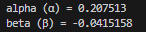 alpha (α) = 0.207513
beta (β) = -0.0415158